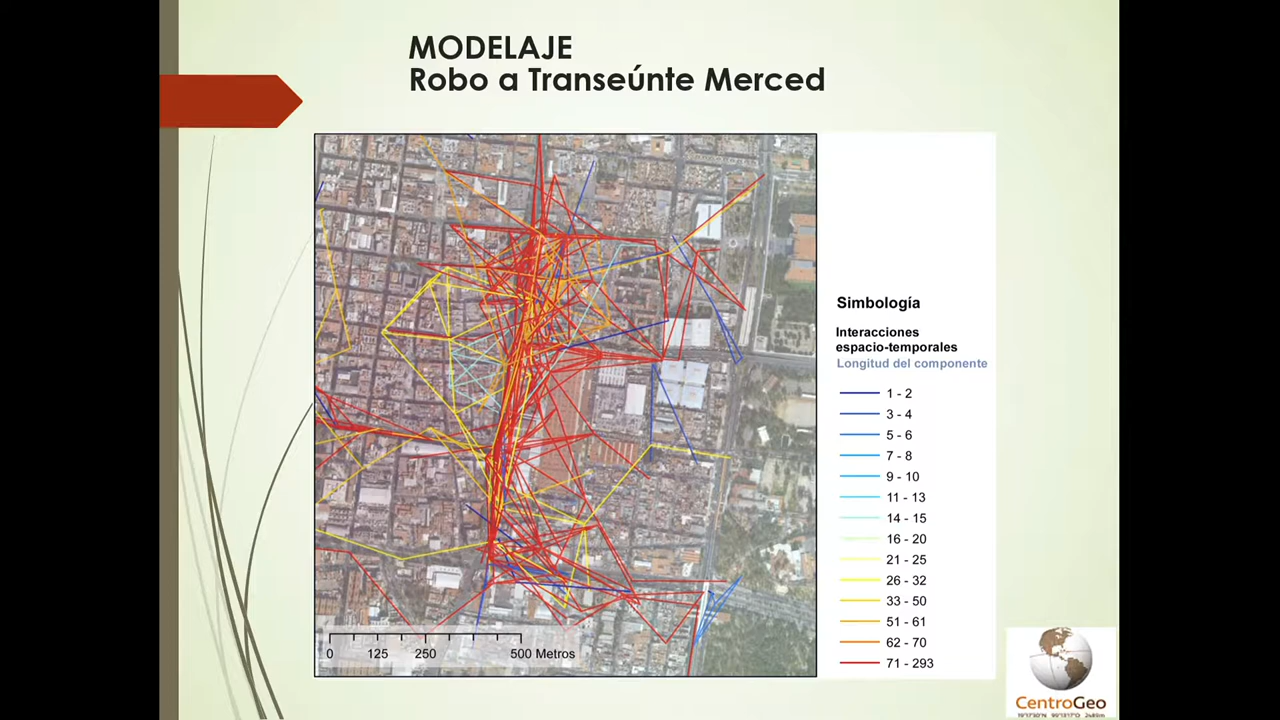 MODELAJE
Robo a Transeúnte Merced
Simbología
Interacciones
espacio-temporales
Longitud del componente
1 - 2
3 - 4
5 - 6
7 - 8
9 - 10
11 - 13
14 - 15
16 - 20
21 - 25
26 - 32
33 - 50
51 - 61
62 - 70
71 - 293
0 125 250 500 Metros
CentroGeo